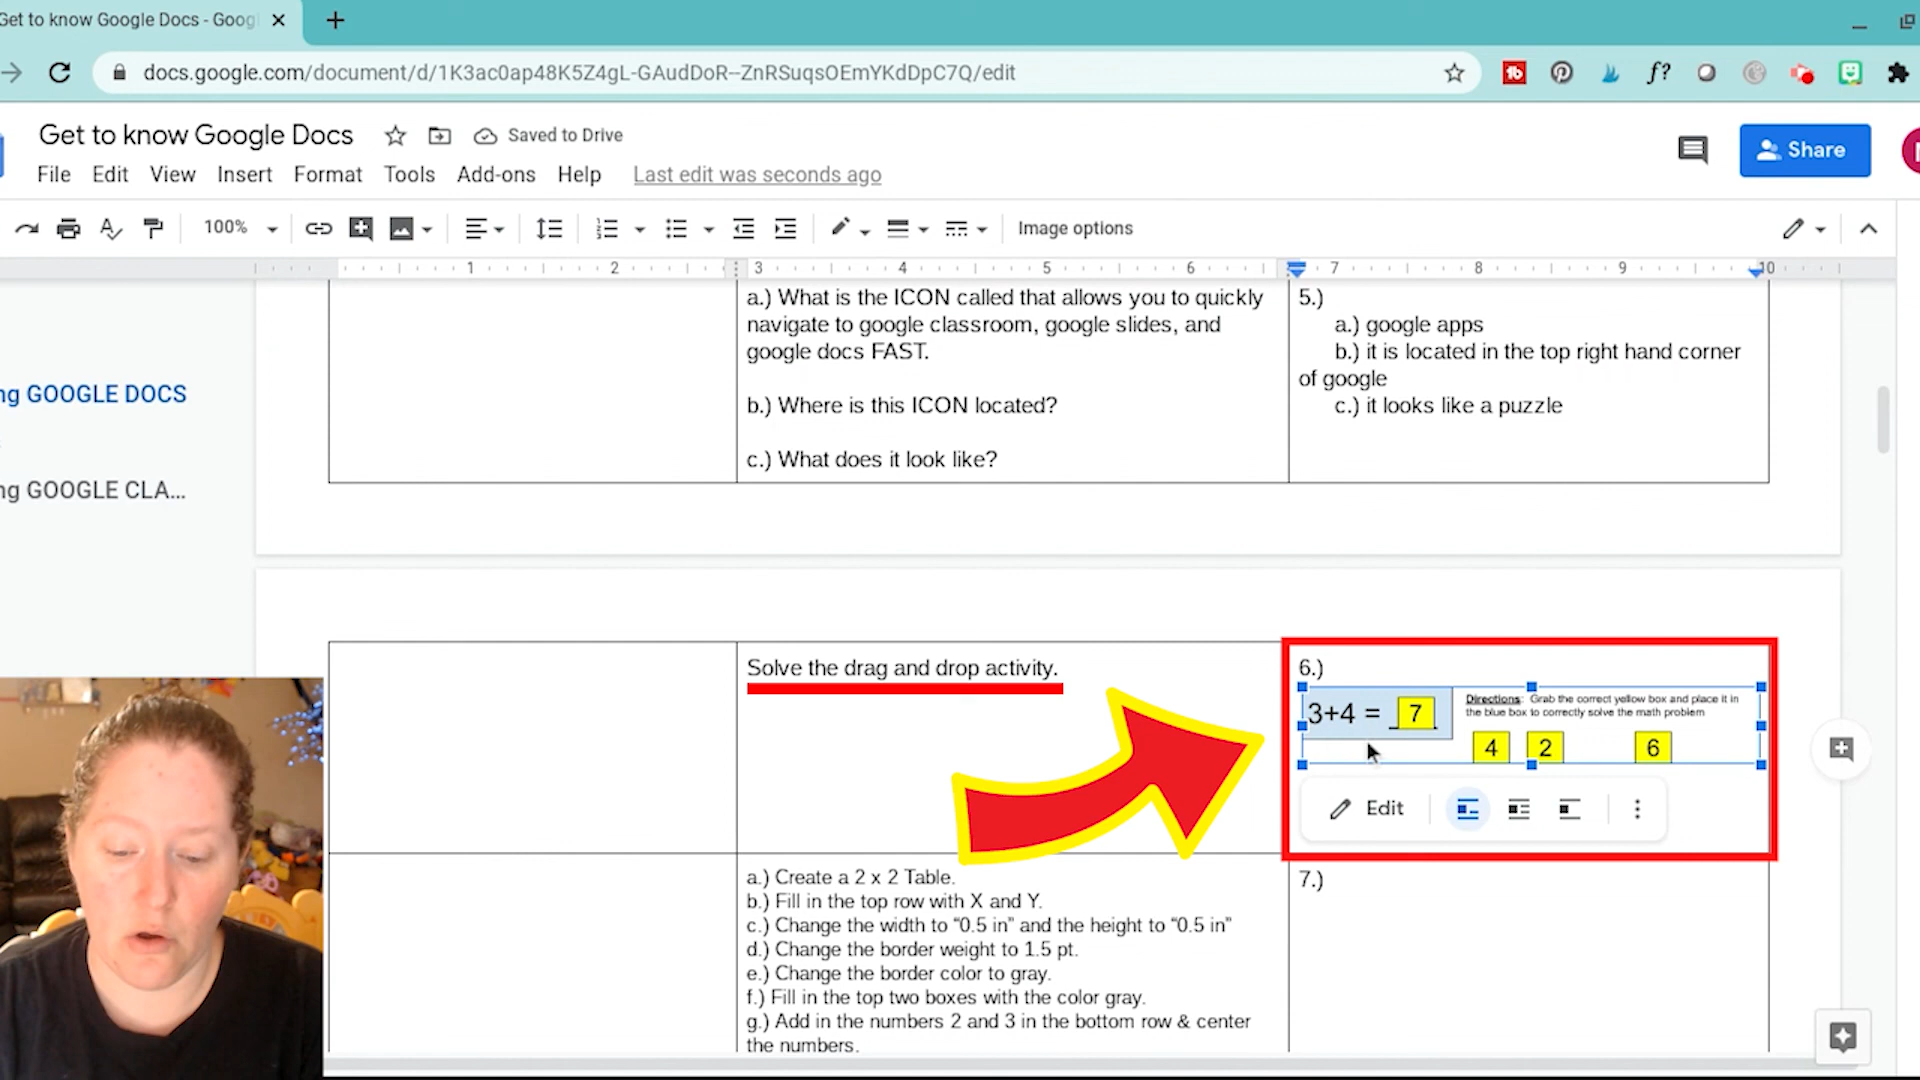 Get to know Google Docs - Goog
docs.google.com/document/d/1K3ac0ap48K5Z4gL-GAudDoR--ZnRSuqsOEmYKdDpC7Q/edit
f?
Get to know Google Docs
Saved to Drive
Share
File Edit View Insert Format Tools Add-ons Help Last edit was seconds ago
100%
Image options
1 2 3 4 5 6 7 8 9 10
ng GOOGLE DOCS
ng GOOGLE CLA...
a.) What is the ICON called that allows you to quickly
navigate to google classroom, google slides, and
google docs FAST.
b.) Where is this ICON located?
c.) What does it look like?
5.)
a.) google apps
b.) it is located in the top right hand corner
of google
c.) it looks like a puzzle
Solve the drag and drop activity.
6.)
3+4 = 7
Directions: Grab the correct yellow box and place it in
the blue box to correctly solve the math problem
4 2 6
Edit
a.) Create a 2 x 2 Table.
b.) Fill in the top row with X and Y.
c.) Change the width to “0.5 in” and the height to “0.5 in”
d.) Change the border weight to 1.5 pt.
e.) Change the border color to gray.
f.) Fill in the top two boxes with the color gray.
g.) Add in the numbers 2 and 3 in the bottom row & center
the numbers.
7.)